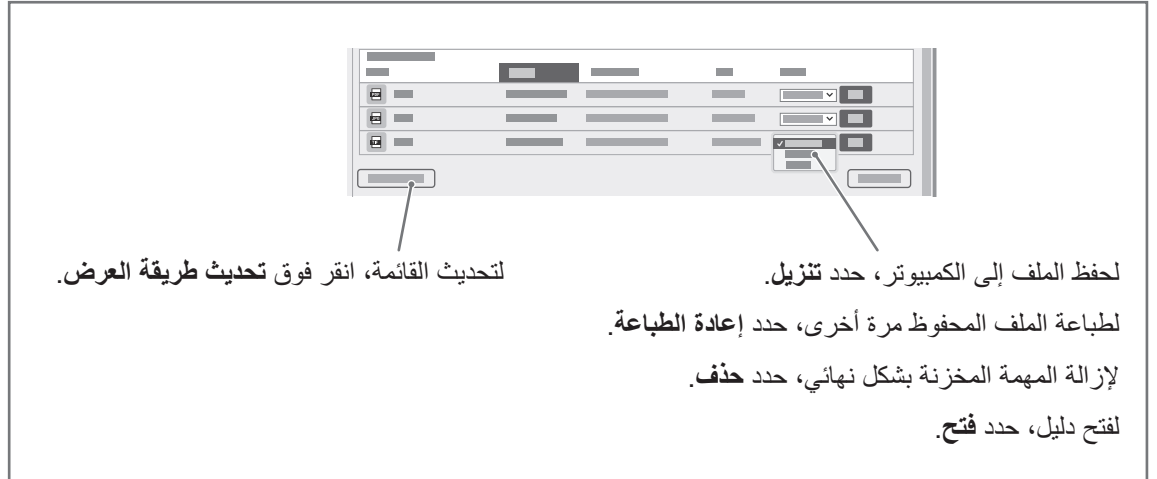 لحفظ الملف إلى الكمبيوتر، حدد تنزيل.
لتحديث القائمة، انقر فوق تحديث طريقة العرض.
لطباعة الملف المحفوظ مرة أخرى، حدد إعادة الطباعة.
لإزالة المهمة المخزنة بشكل نهائي، حدد حذف.
لفتح دليل، حدد فتح.